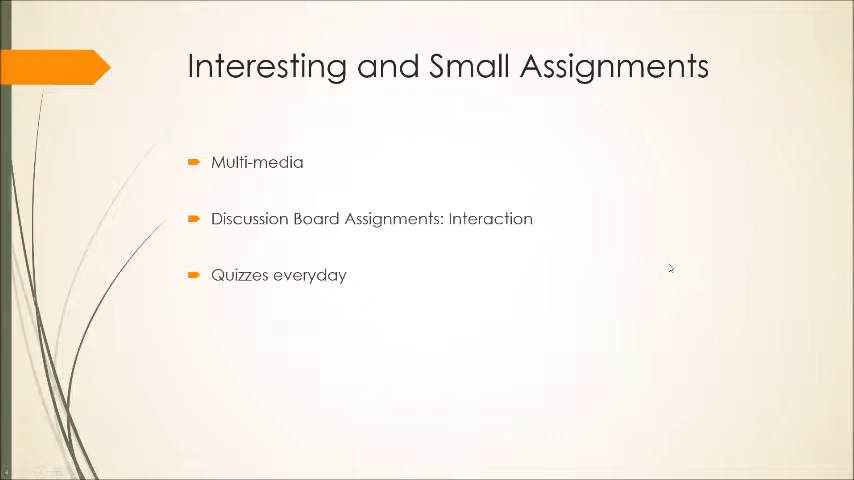 Interesting and Small Assignments
Multi-media
Discussion Board Assignments: Interaction
Quizzes everyday